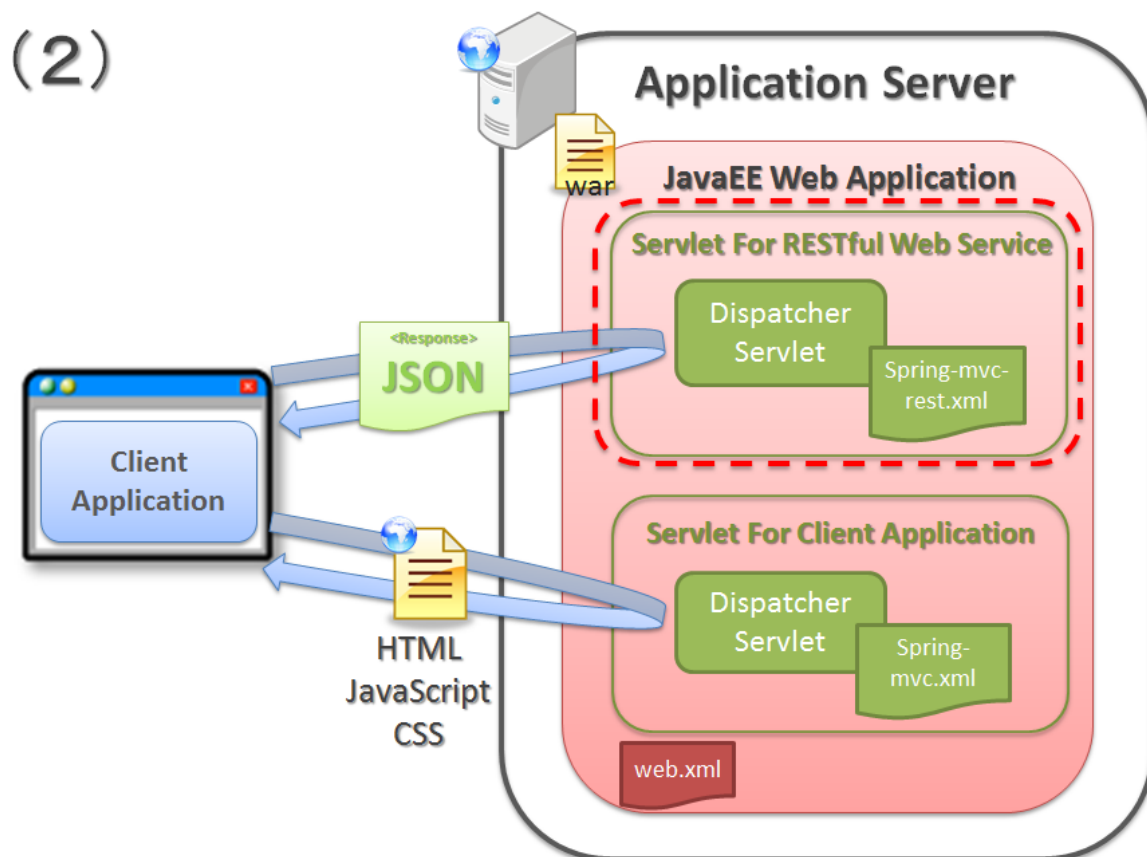 （２）
Application Server
war
JavaEE Web Application
Servlet For RESTful Web Service
Dispatcher
Servlet
Spring-mvc-
rest.xml
<Response>
JSON
Client
Application
Servlet For Client Application
Dispatcher
Servlet
Spring-
mvc.xml
HTML
JavaScript
CSS
web.xml